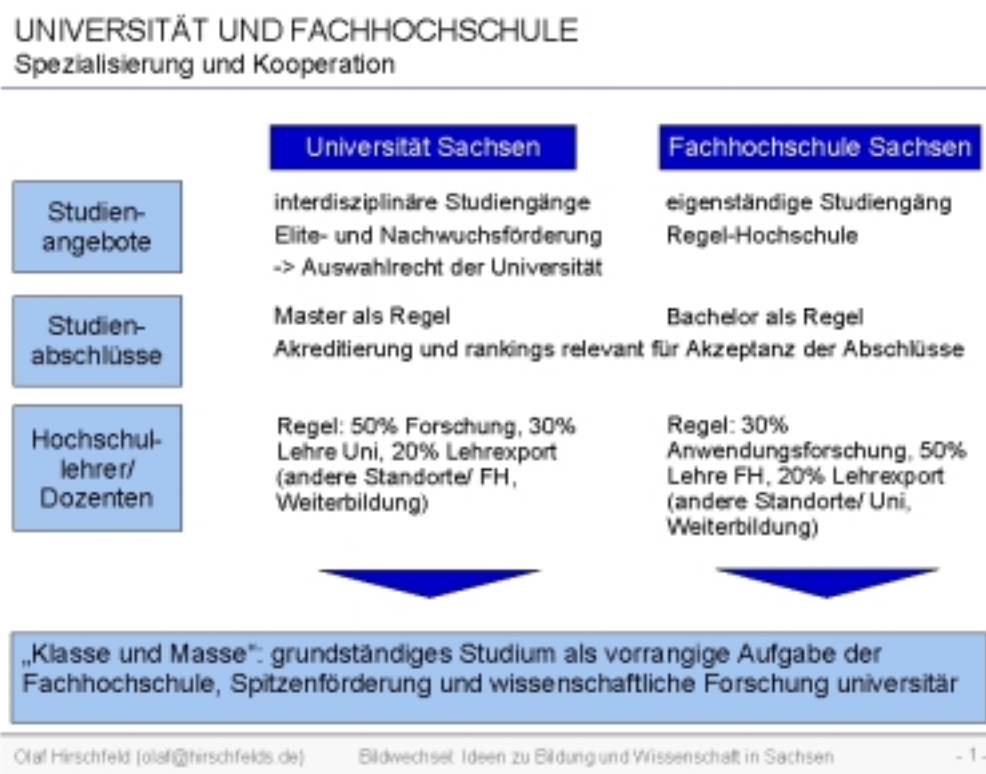 UNIVERSITÄT UND FACHHOCHSCHULE
Spezialisierung und Kooperation
Universität Sachsen
Fachhochschule Sachsen
Studien-
angebote
interdisziplinäre Studiengänge
Elite- und Nachwuchsförderung
-> Auswahlrecht der Universität
eigenständige Studiengäng
Regel-Hochschule
Studien-
abschlüsse
Master als Regel
Bachelor als Regel
Akreditierung und rankings relevant für Akzeptanz der Abschlüsse
Hochschul-
lehrer/
Dozenten
Regel: 50% Forschung, 30%
Lehre Uni, 20% Lehrexport
(andere Standorte/ FH,
Weiterbildung)
Regel: 30%
Anwendungsforschung, 50%
Lehre FH, 20% Lehrexport
(andere Standorte/ Uni,
Weiterbildung)
„Klasse und Masse“: grundständiges Studium als vorrangige Aufgabe der
Fachhochschule, Spitzenförderung und wissenschaftliche Forschung universitär
Olaf Hirschfeld (olaf@hirschfelds.de)
Bildwechsel: Ideen zu Bildung und Wissenschaft in Sachsen
- 1 -